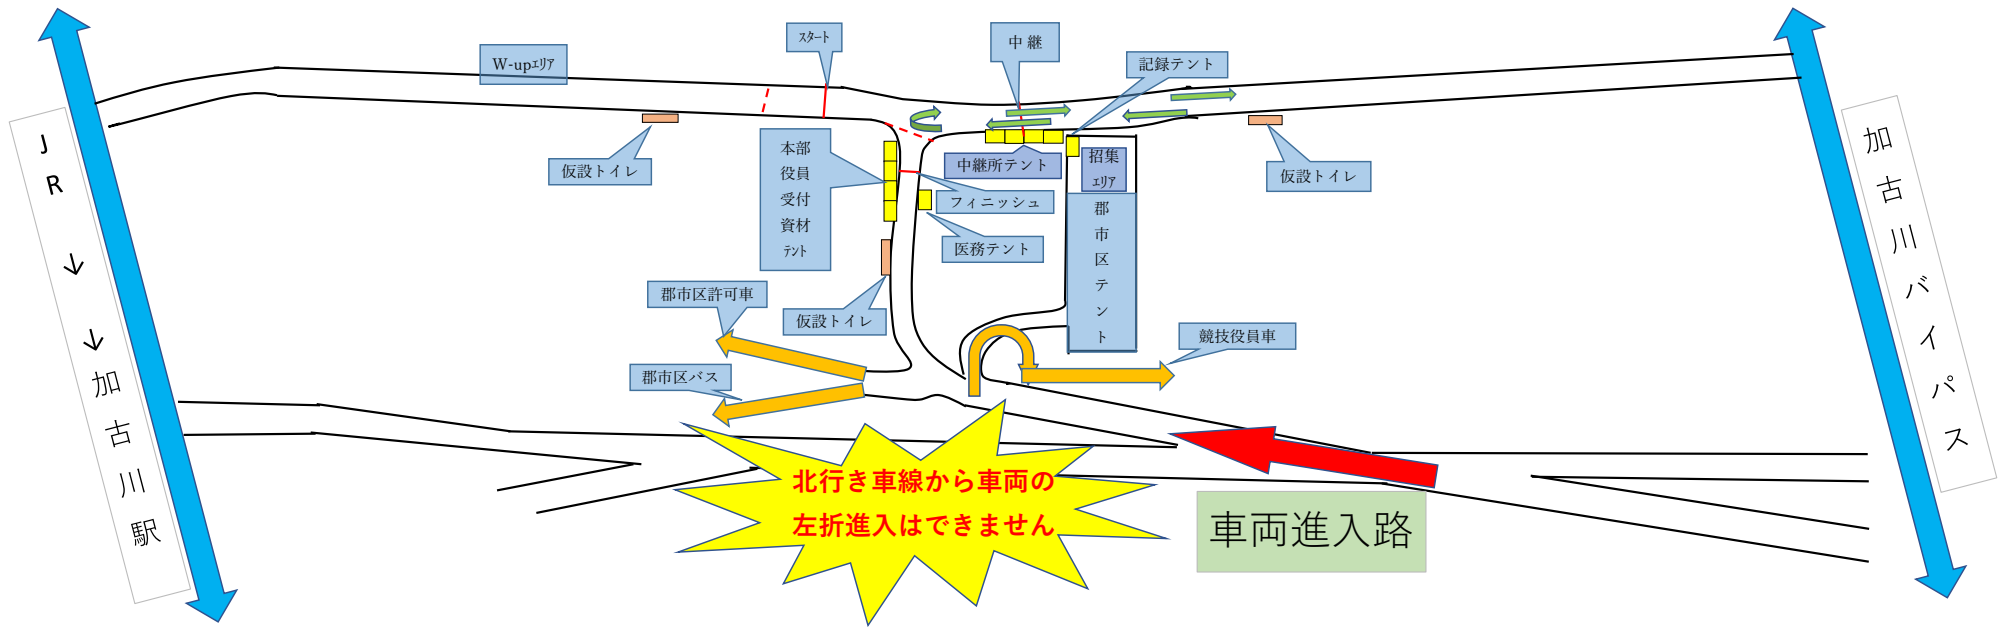 スタート
中 継
W-upエリア
記録テント
仮設トイレ
本部
役員
受付
資材
テント
中継所テント
招集
エリア
仮設トイレ
フィニッシュ
医務テント
郡市区テント
郡市区許可車
仮設トイレ
競技役員車
郡市区バス
JR ↓ ↓加古川駅
加古川バイパス
北行き車線から車両の
左折進入はできません
車両進入路